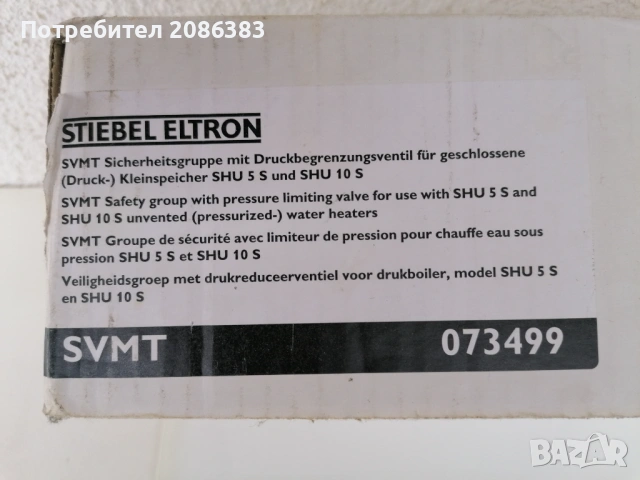 Потребител 2086383
STIEBEL ELTRON
SVMT Sicherheitsgruppe mit Druckbegrenzungsventil für geschlossene
(Druck-) Kleinspeicher SHU 5 S und SHU 10 S
SVMT Safety group with pressure limiting valve for use with SHU 5 S and
SHU 10 S unvented (pressurized-) water heaters
SVMT Groupe de sécurité avec limiteur de pression pour chauffe eau sous
pression SHU 5 S et SHU 10 S
Veiligheidsgroep met drukreduceerventiel voor drukboiler, model SHU 5 S
en SHU 10 S
SVMT 073499
BAZAR